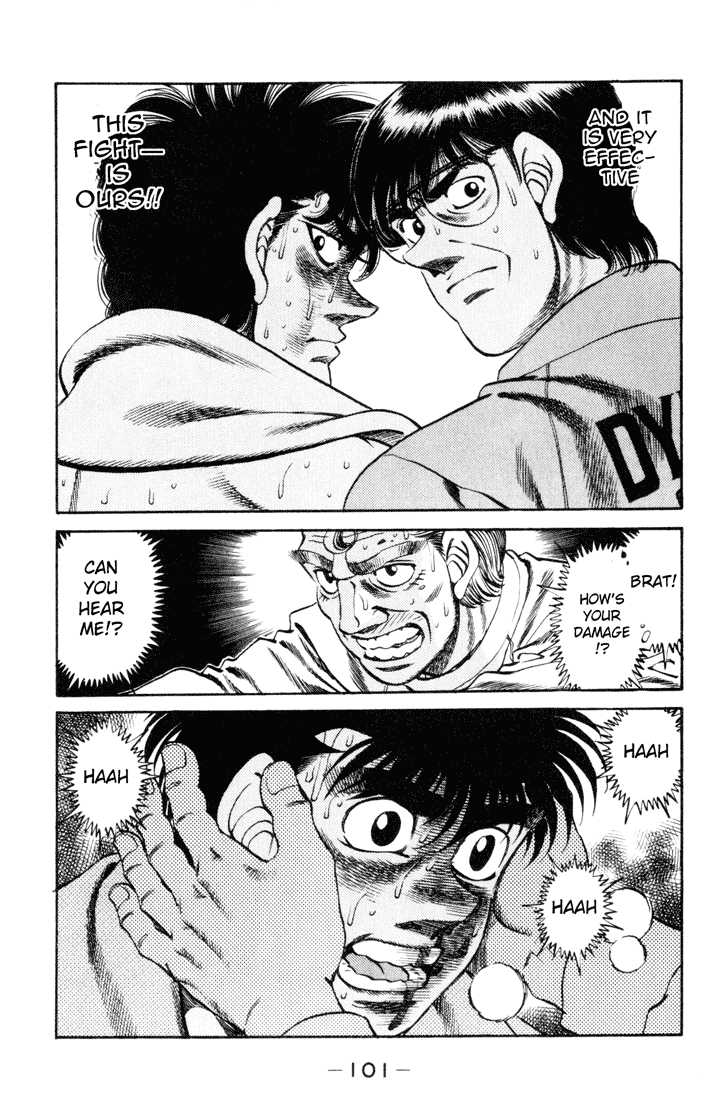 AND IT
IS VERY
EFFEC-
TIVE
THIS
FIGHT—
IS
OURS!!
DY
BRAT!
HOW'S
YOUR
DAMAGE
!?
CAN
YOU
HEAR
ME!?
HAAH
HAAH
HAAH
—101—